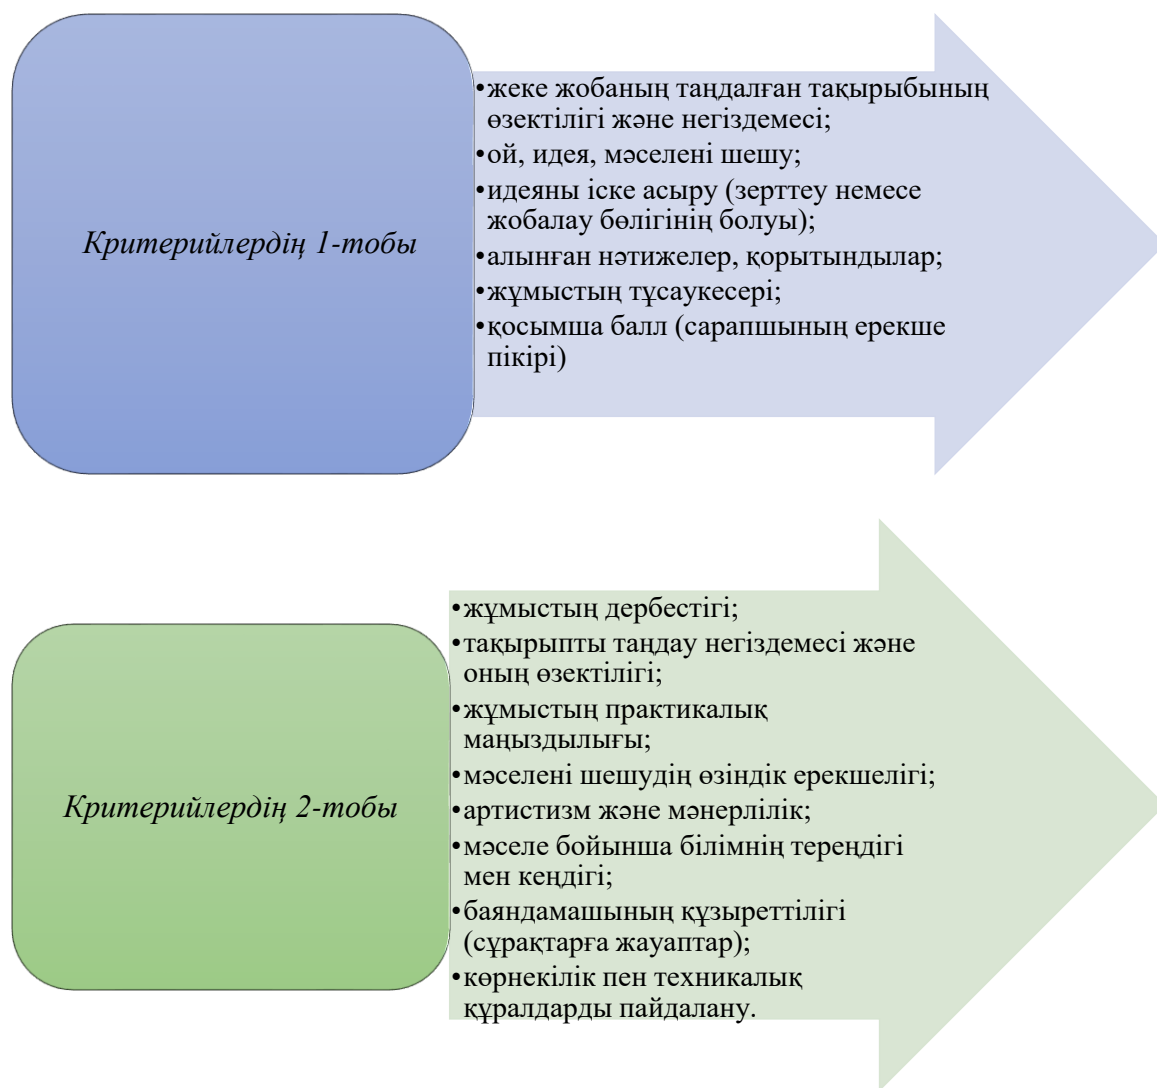 Критерийлердің 1-тобы
•жеке жобаның таңдалған тақырыбының
өзектілігі және негіздемесі;
•ой, идея, мәселені шешу;
•идеяны іске асыру (зерттеу немесе
жобалау бөлігінің болуы);
•алынған нәтижелер, қорытындылар;
•жұмыстың тұсаукесері;
•қосымша балл (сарапшының ерекше
пікірі)
Критерийлердің 2-тобы
•жұмыстың дербестігі;
•тақырыпты таңдау негіздемесі және
оның өзектілігі;
•жұмыстың практикалық
маңыздылығы;
•мәселені шешудің өзіндік ерекшелігі;
•артистизм және мәнерлілік;
•мәселе бойынша білімнің тереңдігі
мен кеңдігі;
•баяндамашының құзыреттілігі
(сұрақтарға жауаптар);
•көрнекілік пен техникалық
құралдарды пайдалану.